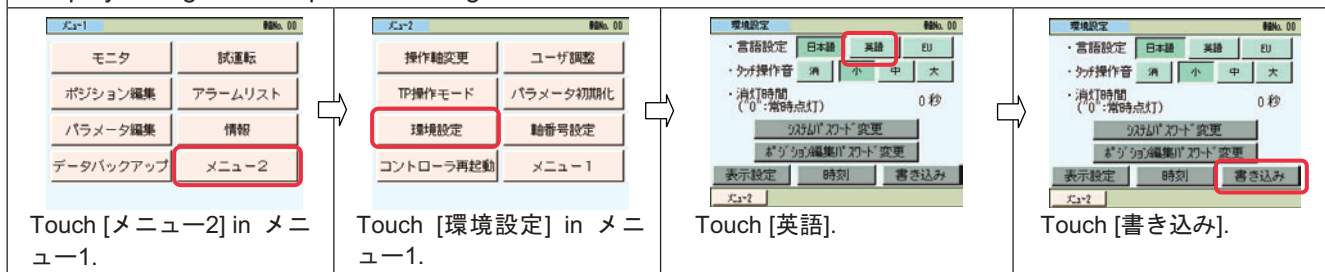 メニュー1 軸No. 00
モニタ 試運転
ポジション編集 アラームリスト
パラメータ編集 情報
データバックアップ メニュー2
Touch [メニュー2] in メニ
ュー1.
メニュー2 軸No. 00
操作軸変更 ユーザ調整
TP操作モード パラメータ初期化
環境設定 軸番号設定
コントローラ再起動 メニュー1
Touch [環境設定] in メニ
ュー1.
環境設定 軸No. 00
・言語設定 日本語 英語 EU
・タッチ操作音 消 小 中 大
・消灯時間
("0":常時点灯) 0 秒
システムパスワード変更
ポジション編集パスワード変更
表示設定 時刻 書き込み
メニュー2
Touch [英語].
環境設定 軸No. 00
・言語設定 日本語 英語 EU
・タッチ操作音 消 小 中 大
・消灯時間
("0":常時点灯) 0 秒
システムパスワード変更
ポジション編集パスワード変更
表示設定 時刻 書き込み
メニュー2
Touch [書き込み].